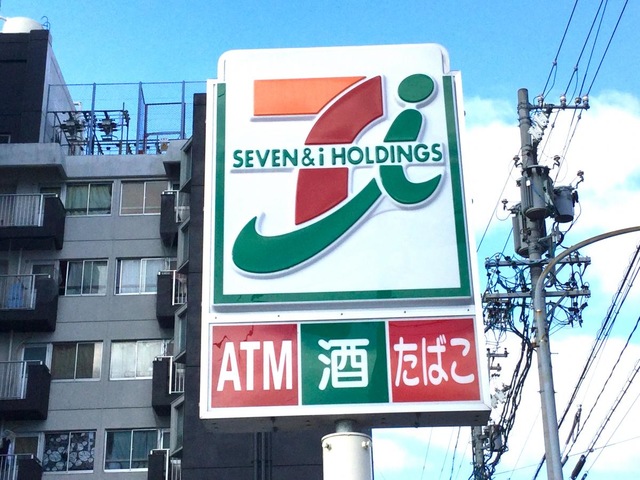 SEVEN&i HOLDINGS
ATM 酒 たばこ